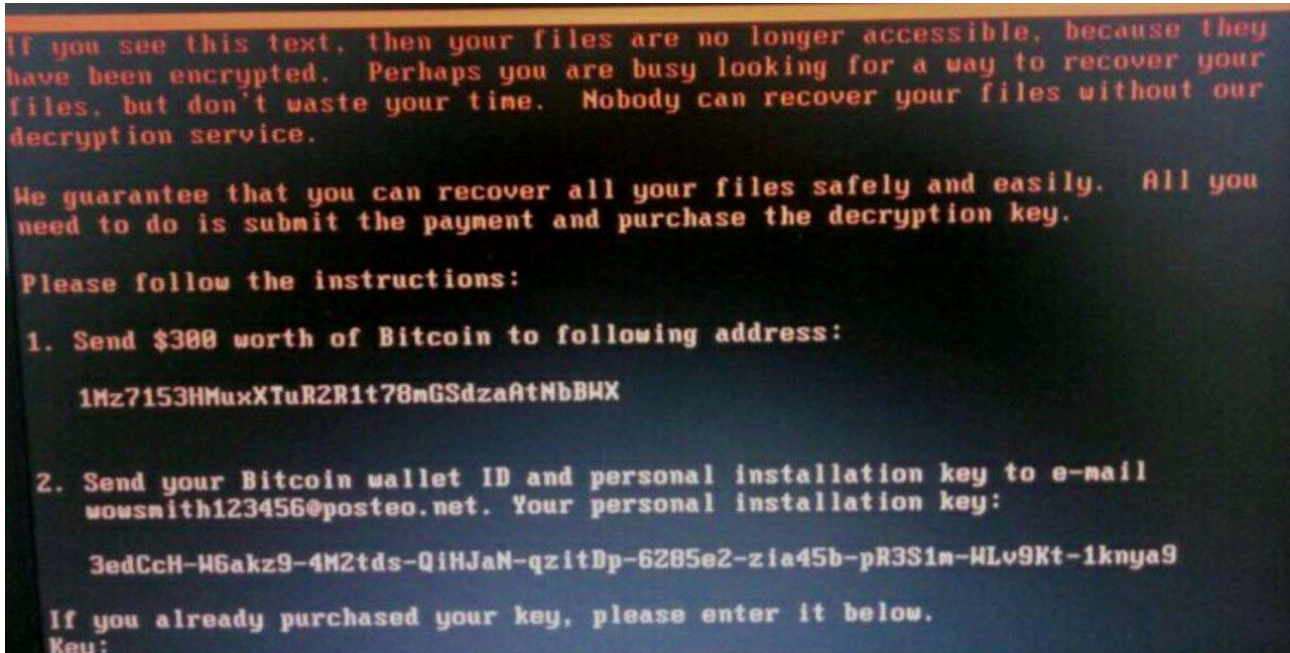 If you see this text, then your files are no longer accessible, because they
have been encrypted. Perhaps you are busy looking for a way to recover your
files, but don't waste your time. Nobody can recover your files without our
decryption service.
We guarantee that you can recover all your files safely and easily. All you
need to do is submit the payment and purchase the decryption key.
Please follow the instructions:
1. Send $300 worth of Bitcoin to following address:
1Mz7153HMuxXTuR2R1t78mGSdzaAtNbBWX
2. Send your Bitcoin wallet ID and personal installation key to e-mail
wowsmith123456@posteo.net. Your personal installation key:
3edCcH-W6akz9-4M2tds-QiHJaN-qzitDp-6Z85e2-zia45b-pR3S1m-WLv9Kt-1knya9
If you already purchased your key, please enter it below.
Key: